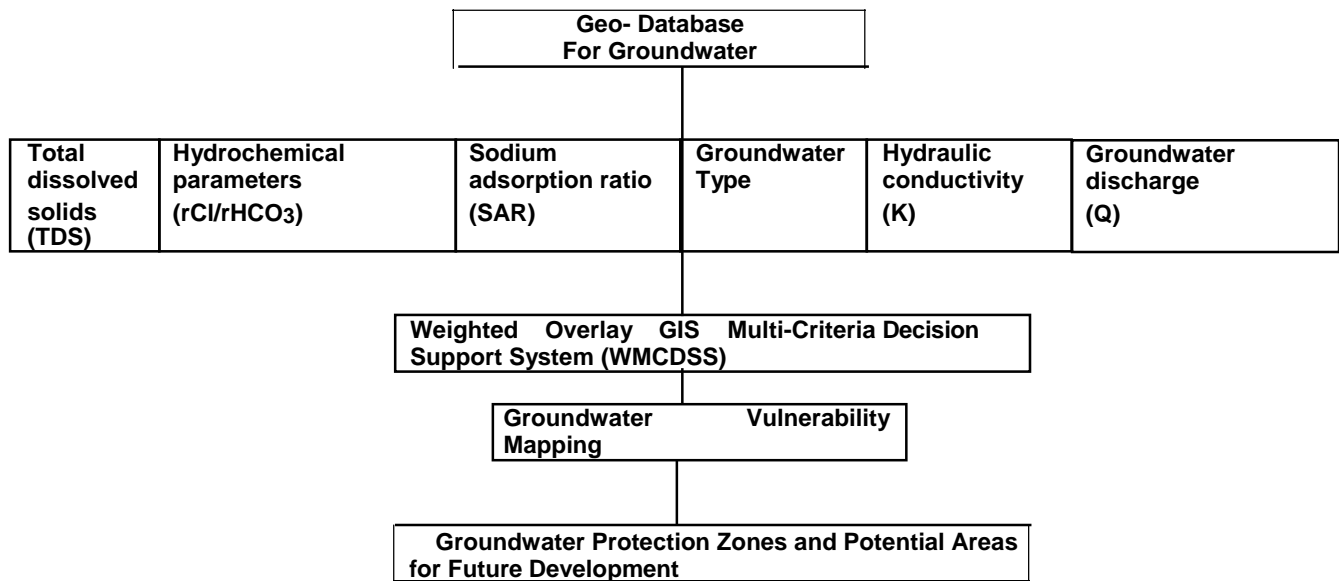 Geo- Database
For Groundwater
Total
dissolved
solids
(TDS)
Hydrochemical
parameters
(rCl/rHCO3)
Sodium
adsorption ratio
(SAR)
Groundwater
Type
Hydraulic
conductivity
(K)
Groundwater
discharge
(Q)
Weighted Overlay GIS Multi-Criteria Decision
Support System (WMCDSS)
Groundwater Vulnerability
Mapping
Groundwater Protection Zones and Potential Areas
for Future Development